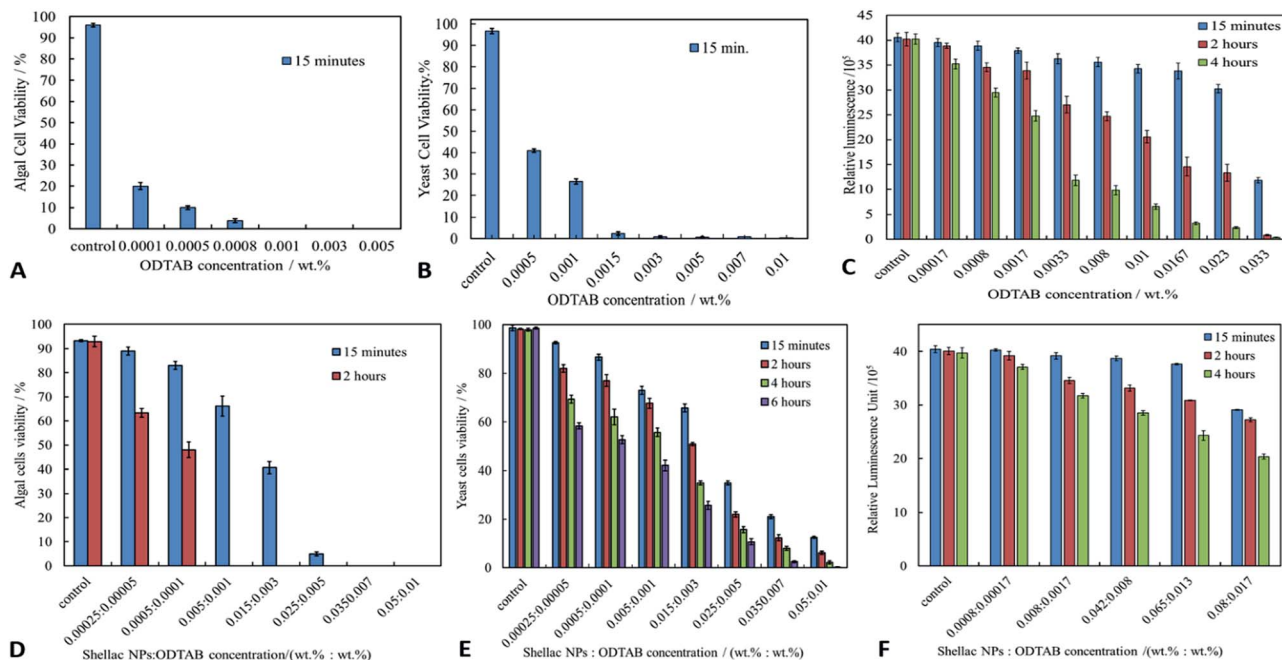 100
90
80
70
60
50
40
30
20
10
0
Algal Cell Viability / %
15 minutes
control 0.0001 0.0005 0.0008 0.001 0.003 0.005
ODTAB concentration / wt.%
A
100
90
80
70
60
50
40
30
20
10
0
Yeast Cell Viability.%
15 min.
control 0.0005 0.001 0.0015 0.003 0.005 0.007 0.01
ODTAB concentration / wt.%
B
45
40
35
30
25
20
15
10
5
0
Relative luminescence /10⁵
15 minutes
2 hours
4 hours
control 0.00017 0.0008 0.0017 0.0033 0.008 0.01 0.0167 0.023 0.033
ODTAB concentration / wt.%
C
100
90
80
70
60
50
40
30
20
10
0
Algal cells viability / %
15 minutes
2 hours
control 0.00025:0.00005 0.0005:0.0001 0.005:0.001 0.015:0.003 0.025:0.005 0.035:0.007 0.05:0.01
D
Shellac NPs:ODTAB concentration/(wt.% : wt.%)
100
80
60
40
20
0
Yeast cells viability / %
15 minutes
2 hours
4 hours
6 hours
control 0.00025:0.00005 0.0005:0.0001 0.005:0.001 0.015:0.003 0.025:0.005 0.035:0.007 0.05:0.01
E
Shellac NPs : ODTAB concentration / (wt.% : wt.%)
40
30
20
10
0
Relative Luminescence Unit /10⁵
15 minutes
2 hours
4 hours
control 0.0008:0.00017 0.008:0.0017 0.042:0.008 0.065:0.013 0.08:0.017
Shellac NPs : ODTAB concentration /(wt.% : wt.%)
F